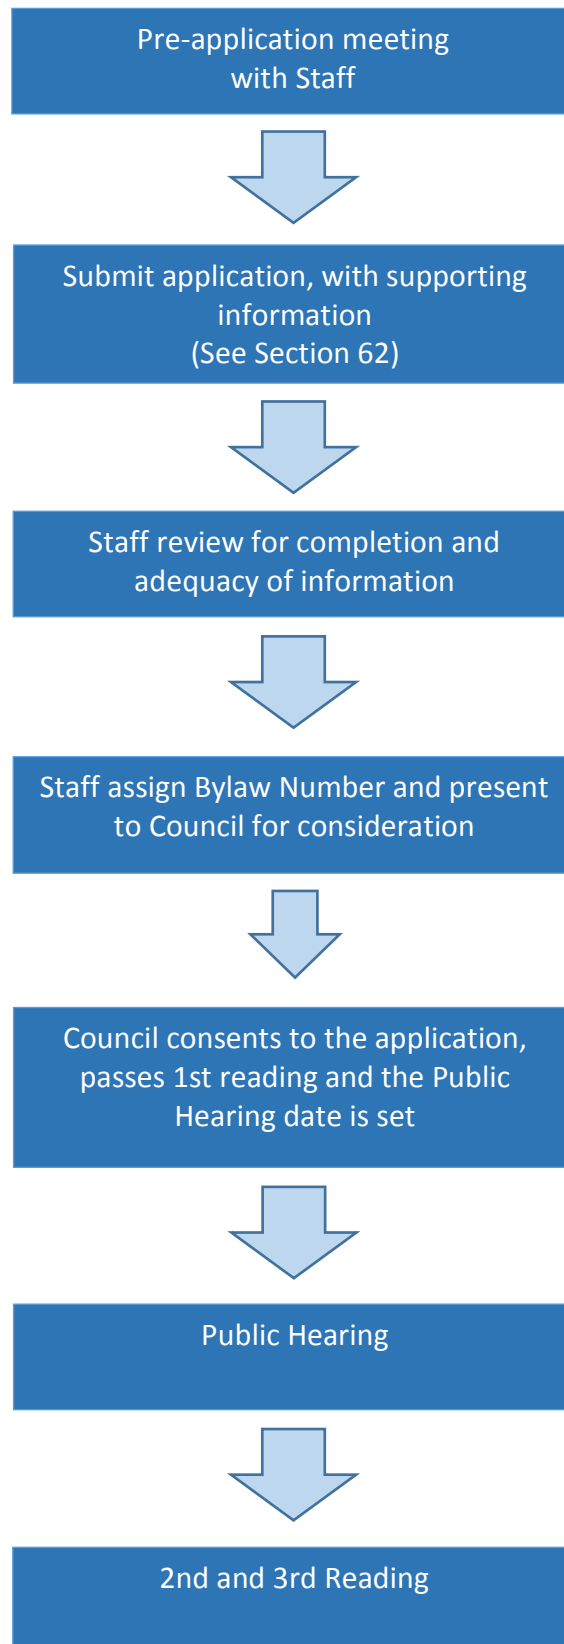 Pre-application meeting
with Staff
Submit application, with supporting
information
(See Section 62)
Staff review for completion and
adequacy of information
Staff assign Bylaw Number and present
to Council for consideration
Council consents to the application,
passes 1st reading and the Public
Hearing date is set
Public Hearing
2nd and 3rd Reading